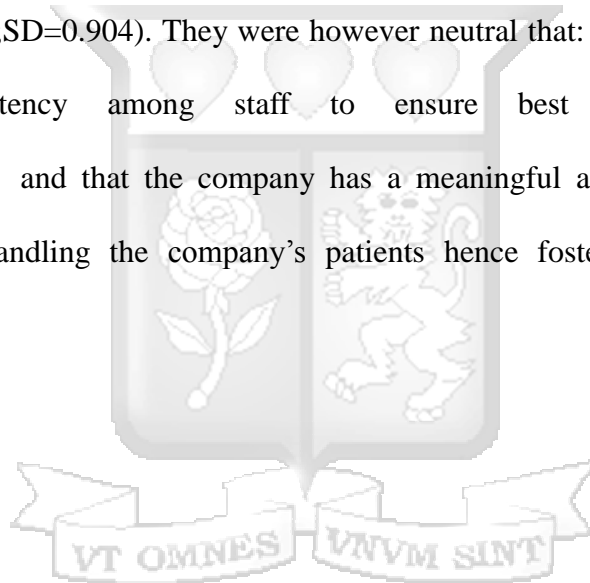 ,SD=0.904). They were however neutral that:
tency among staff to ensure best
and that the company has a meaningful a
andling the company’s patients hence foste
VT OMNES VNVM SINT